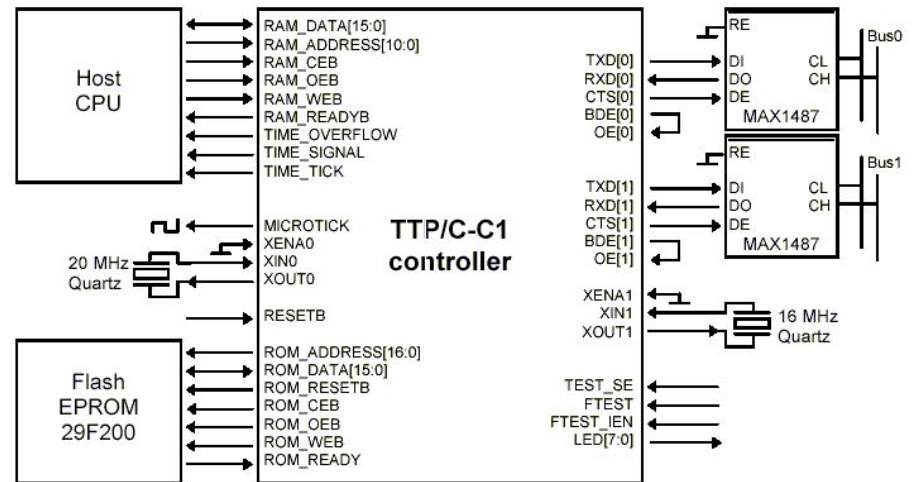 Host
CPU
RAM_DATA[15:0]
RAM_ADDRESS[10:0]
RAM_CEB
RAM_OEB
RAM_WEB
RAM_READYB
TIME_OVERFLOW
TIME_SIGNAL
TIME_TICK
MICROTICK
XENA0
XIN0
XOUT0
20 MHz
Quartz
RESETB
Flash
EPROM
29F200
ROM_ADDRESS[16:0]
ROM_DATA[15:0]
ROM_RESETB
ROM_CEB
ROM_OEB
ROM_WEB
ROM_READY
TTP/C-C1
controller
TXD[0]
RXD[0]
CTS[0]
BDE[0]
OE[0]
TXD[1]
RXD[1]
CTS[1]
BDE[1]
OE[1]
XENA1
XIN1
XOUT1
TEST_SE
FTEST
FTEST_IEN
LED[7:0]
RE
DI CL
DO CH
DE
MAX1487
Bus0
RE
DI CL
DO CH
DE
MAX1487
Bus1
16 MHz
Quartz